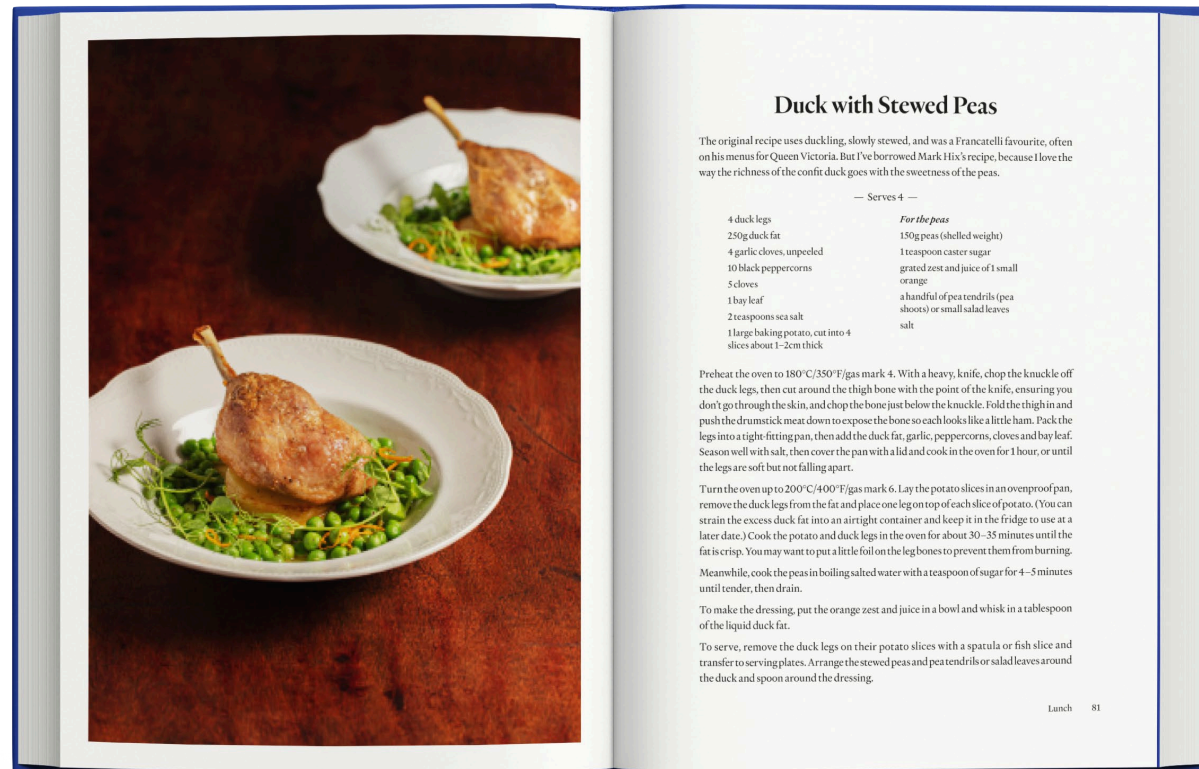 Duck with Stewed Peas
The original recipe uses duckling, slowly stewed, and was a Francatelli favourite, often
on his menus for Queen Victoria. But I've borrowed Mark Hix's recipe, because I love the
way the richness of the confit duck goes with the sweetness of the peas.
— Serves 4 —
4 duck legs
250g duck fat
4 garlic cloves, unpeeled
10 black peppercorns
5 cloves
1 bay leaf
2 teaspoons sea salt
1 large baking potato, cut into 4
slices about 1–2cm thick
For the peas
150g peas (shelled weight)
1 teaspoon caster sugar
grated zest and juice of 1 small
orange
a handful of pea tendrils (pea
shoots) or small salad leaves
salt
Preheat the oven to 180°C/350°F/gas mark 4. With a heavy, knife, chop the knuckle off
the duck legs, then cut around the thigh bone with the point of the knife, ensuring you
don't go through the skin, and chop the bone just below the knuckle. Fold the thigh in and
push the drumstick meat down to expose the bone so each looks like a little ham. Pack the
legs into a tight-fitting pan, then add the duck fat, garlic, peppercorns, cloves and bay leaf.
Season well with salt, then cover the pan with a lid and cook in the oven for 1 hour, or until
the legs are soft but not falling apart.
Turn the oven up to 200°C/400°F/gas mark 6. Lay the potato slices in an ovenproof pan,
remove the duck legs from the fat and place one leg on top of each slice of potato. (You can
strain the excess duck fat into an airtight container and keep it in the fridge to use at a
later date.) Cook the potato and duck legs in the oven for about 30–35 minutes until the
fat is crisp. You may want to put a little foil on the leg bones to prevent them from burning.
Meanwhile, cook the peas in boiling salted water with a teaspoon of sugar for 4–5 minutes
until tender, then drain.
To make the dressing, put the orange zest and juice in a bowl and whisk in a tablespoon
of the liquid duck fat.
To serve, remove the duck legs on their potato slices with a spatula or fish slice and
transfer to serving plates. Arrange the stewed peas and pea tendrils or salad leaves around
the duck and spoon around the dressing.
Lunch 81